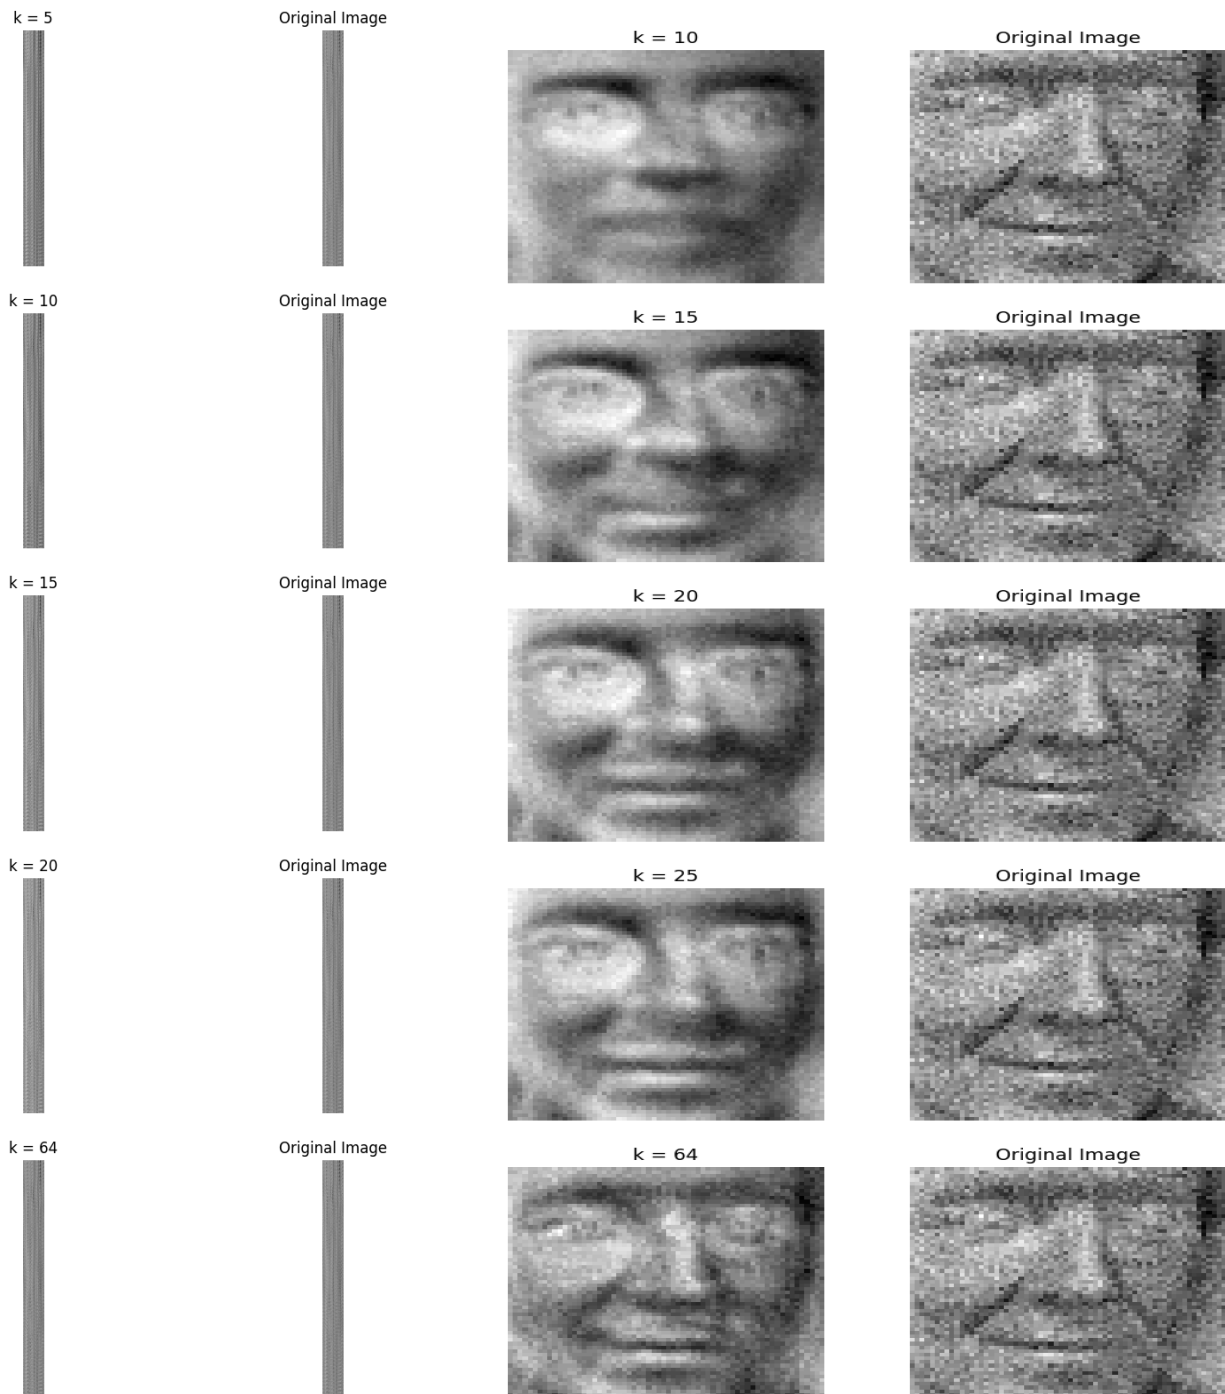 k = 5
Original Image
k = 10
Original Image
k = 10
Original Image
k = 15
Original Image
k = 15
Original Image
k = 20
Original Image
k = 20
Original Image
k = 25
Original Image
k = 64
Original Image
k = 64
Original Image